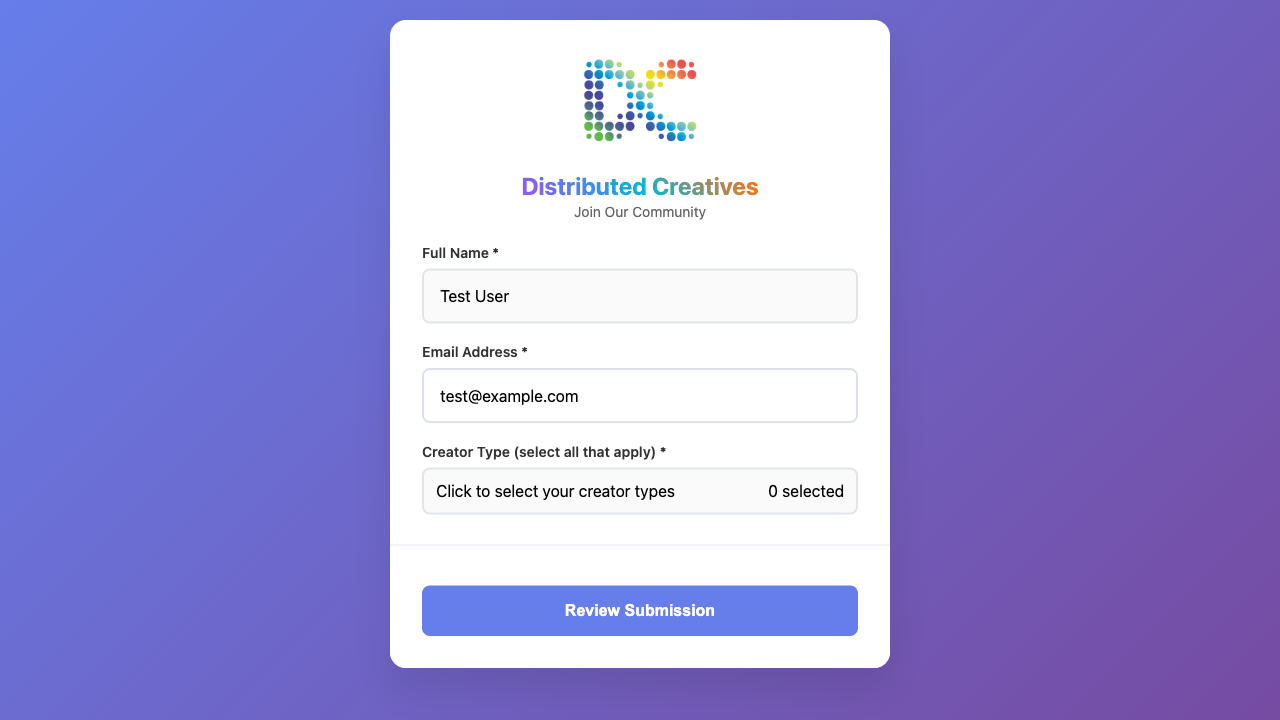 DC
Distributed Creatives
Join Our Community
Full Name *
Test User
Email Address *
test@example.com
Creator Type (select all that apply) *
Click to select your creator types 0 selected
Review Submission